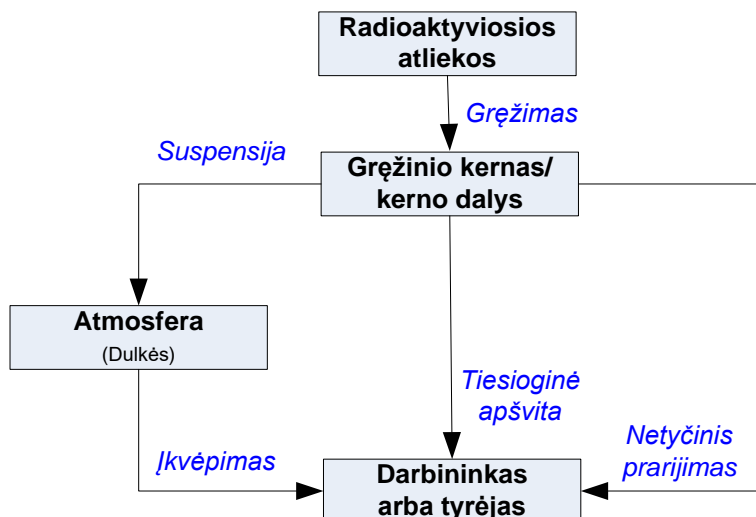 Radioaktyviosios
atliekos
Gręžimas
Suspensija
Gręžinio kernas/
kerno dalys
Atmosfera
(Dulkės)
Tiesioginė
apšvita
Netyčinis
prarijimas
Įkvėpimas
Darbininkas
arba tyrėjas